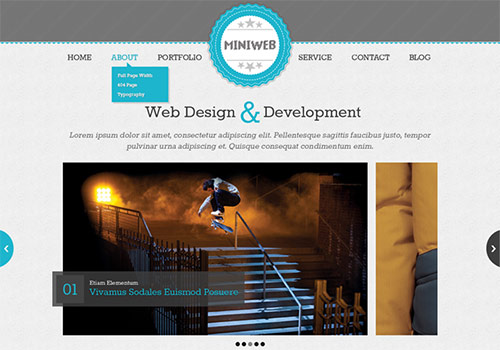 MINIWEB
HOME ABOUT PORTFOLIO SERVICE CONTACT BLOG
Full Page Width
404 Page
Typography
Web Design & Development
Lorem ipsum dolor sit amet, consectetur adipiscing elit. Pellentesque sagittis faucibus justo, tempor
pulvinar urna adipiscing et. Quisque consequat condimentum enim.
01
Etiam Elementum
Vivamus Sodales Euismod Posuere